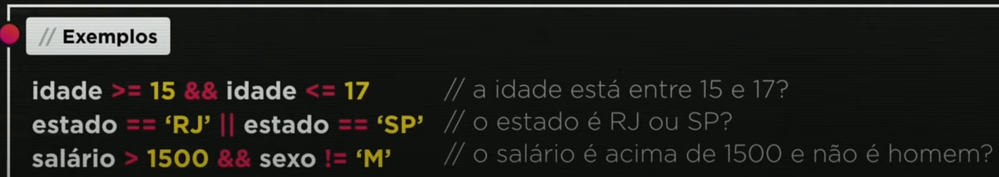 // Exemplos
idade >= 15 && idade <= 17 // a idade está entre 15 e 17?
estado == ‘RJ’ || estado == ‘SP’ // o estado é RJ ou SP?
salário > 1500 && sexo != ‘M’ // o salário é acima de 1500 e não é homem?